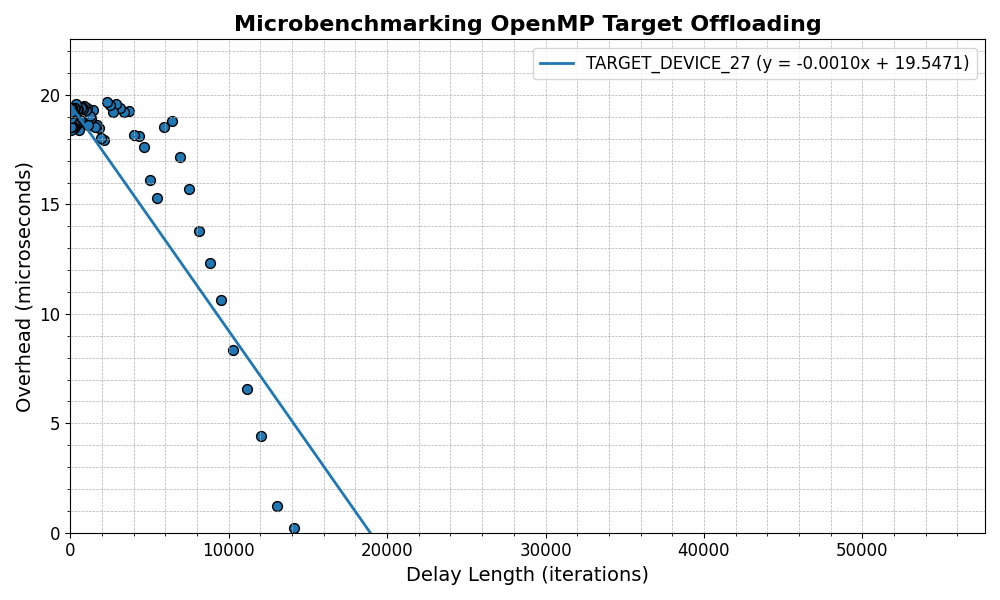 Microbenchmarking OpenMP Target Offloading
TARGET_DEVICE_27 (y = -0.0010x + 19.5471)
Overhead (microseconds)
20
15
10
5
0
0 10000 20000 30000 40000 50000
Delay Length (iterations)